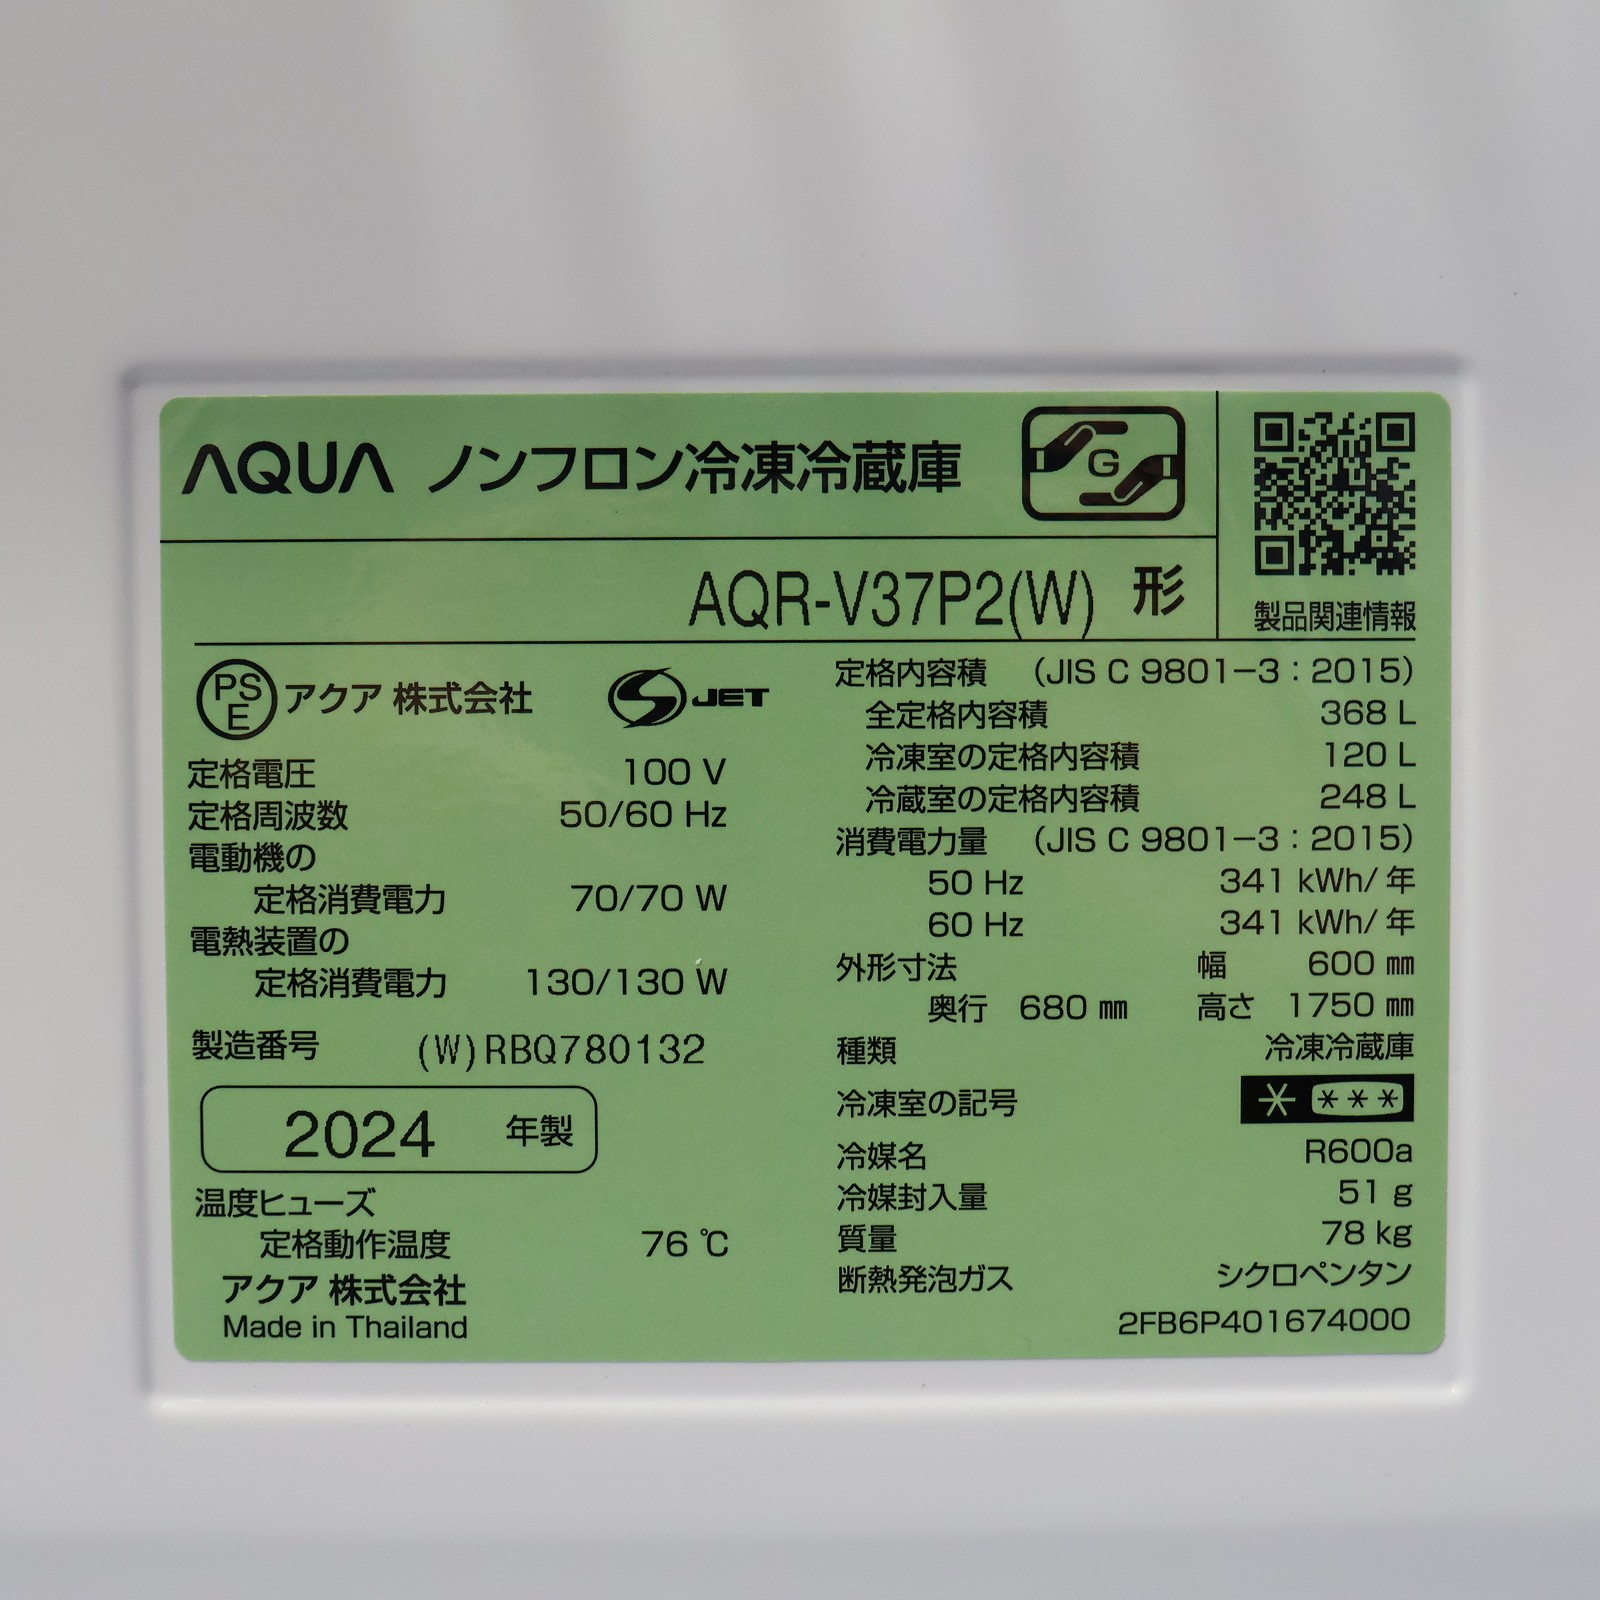 AQUA ノンフロン冷凍冷蔵庫
G
AQR-V37P2(W) 形
製品関連情報
PS
E
アクア 株式会社
S JET
定格電圧 100 V
定格周波数 50/60 Hz
電動機の
定格消費電力 70/70 W
電熱装置の
定格消費電力 130/130 W
製造番号 (W)RBQ780132
2024 年製
温度ヒューズ
定格動作温度 76 ℃
アクア 株式会社
Made in Thailand
定格内容積 (JIS C 9801-3:2015)
全定格内容積 368 L
冷凍室の定格内容積 120 L
冷蔵室の定格内容積 248 L
消費電力量 (JIS C 9801-3:2015)
50 Hz 341 kWh/年
60 Hz 341 kWh/年
外形寸法 幅 600 ㎜
奥行 680 ㎜ 高さ 1750 ㎜
種類 冷凍冷蔵庫
冷凍室の記号 * ***
冷媒名 R600a
冷媒封入量 51 g
質量 78 kg
断熱発泡ガス シクロペンタン
2FB6P401674000